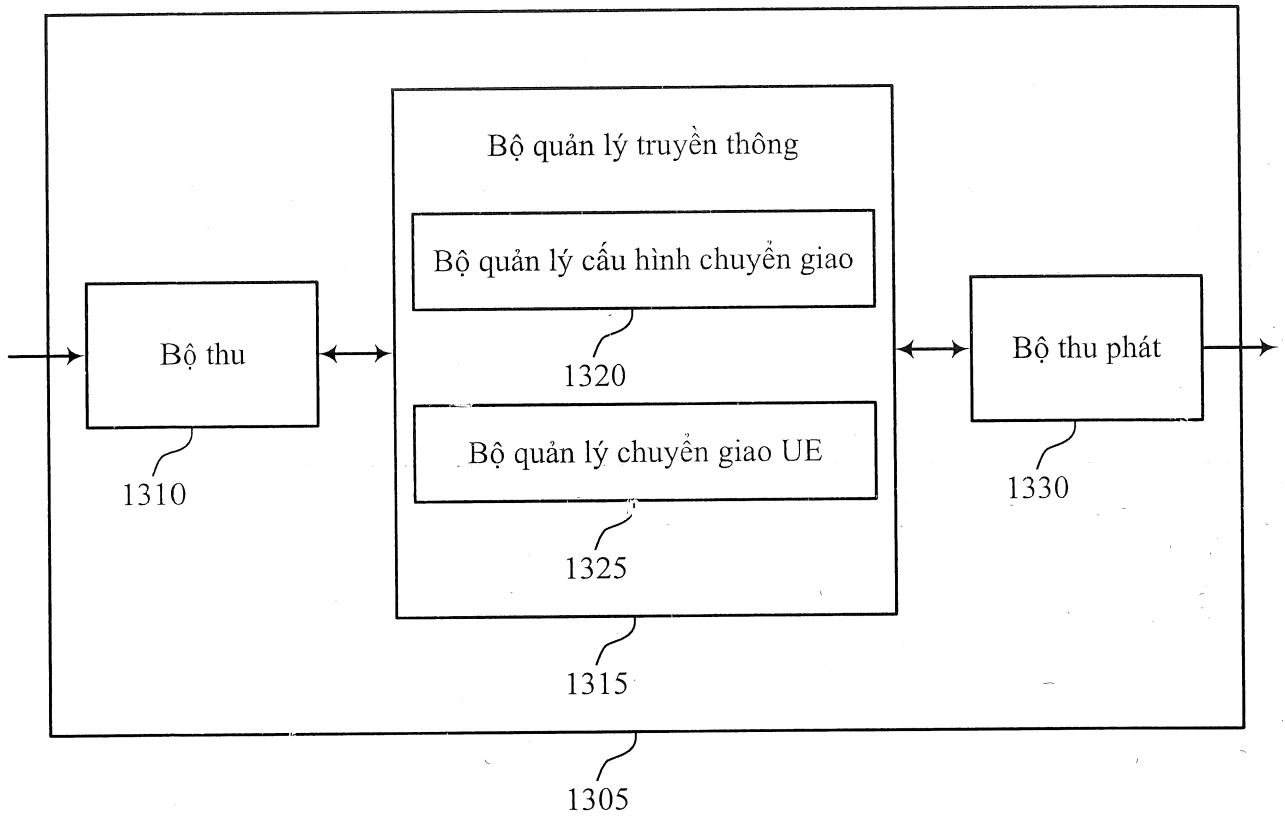 Bộ quản lý truyền thông
Bộ quản lý cấu hình chuyển giao
1320
Bộ thu
1310
Bộ thu phát
1330
Bộ quản lý chuyển giao UE
1325
1315
1305